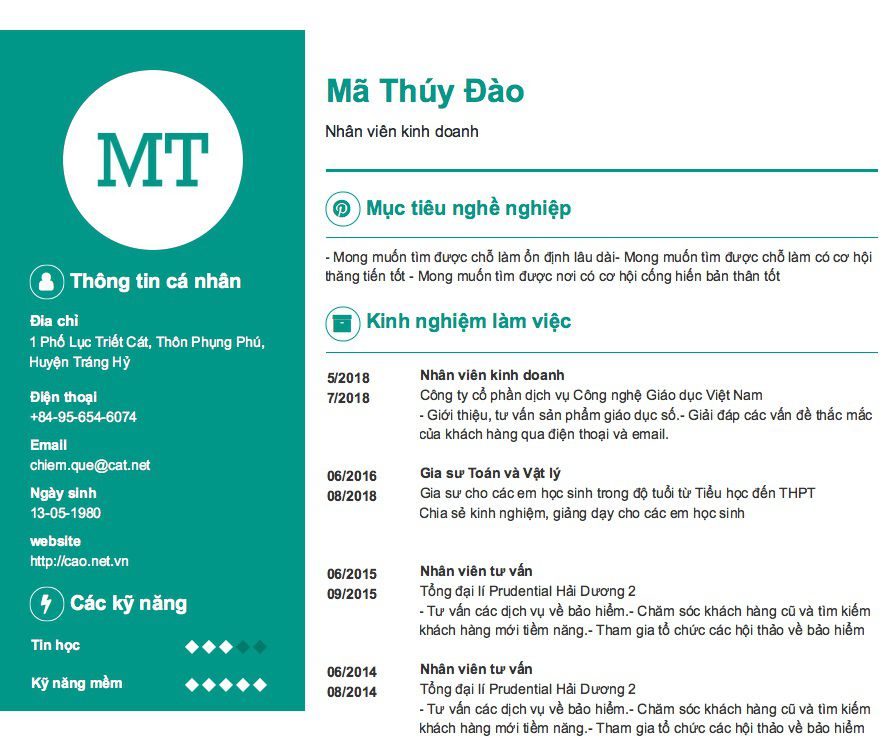 MT
Thông tin cá nhân
Địa chỉ
1 Phố Lục Triết Cát, Thôn Phụng Phú,
Huyện Tráng Hỷ
Điện thoại
+84-95-654-6074
Email
chiem.que@cat.net
Ngày sinh
13-05-1980
website
http://cao.net.vn
Các kỹ năng
Tin học
Kỹ năng mềm
Mã Thúy Đào
Nhân viên kinh doanh
Mục tiêu nghề nghiệp
- Mong muốn tìm được chỗ làm ổn định lâu dài- Mong muốn tìm được chỗ làm có cơ hội
thăng tiến tốt - Mong muốn tìm được nơi có cơ hội cống hiến bản thân tốt
Kinh nghiệm làm việc
5/2018
7/2018
Nhân viên kinh doanh
Công ty cổ phần dịch vụ Công nghệ Giáo dục Việt Nam
- Giới thiệu, tư vấn sản phẩm giáo dục số.- Giải đáp các vấn đề thắc mắc
của khách hàng qua điện thoại và email.
06/2016
08/2018
Gia sư Toán và Vật lý
Gia sư cho các em học sinh trong độ tuổi từ Tiểu học đến THPT
Chia sẻ kinh nghiệm, giảng dạy cho các em học sinh
06/2015
09/2015
Nhân viên tư vấn
Tổng đại lí Prudential Hải Dương 2
- Tư vấn các dịch vụ về bảo hiểm.- Chăm sóc khách hàng cũ và tìm kiếm
khách hàng mới tiềm năng.- Tham gia tổ chức các hội thảo về bảo hiểm
06/2014
08/2014
Nhân viên tư vấn
Tổng đại lí Prudential Hải Dương 2
- Tư vấn các dịch vụ về bảo hiểm.- Chăm sóc khách hàng cũ và tìm kiếm
khách hàng mới tiềm năng.- Tham gia tổ chức các hội thảo về bảo hiểm